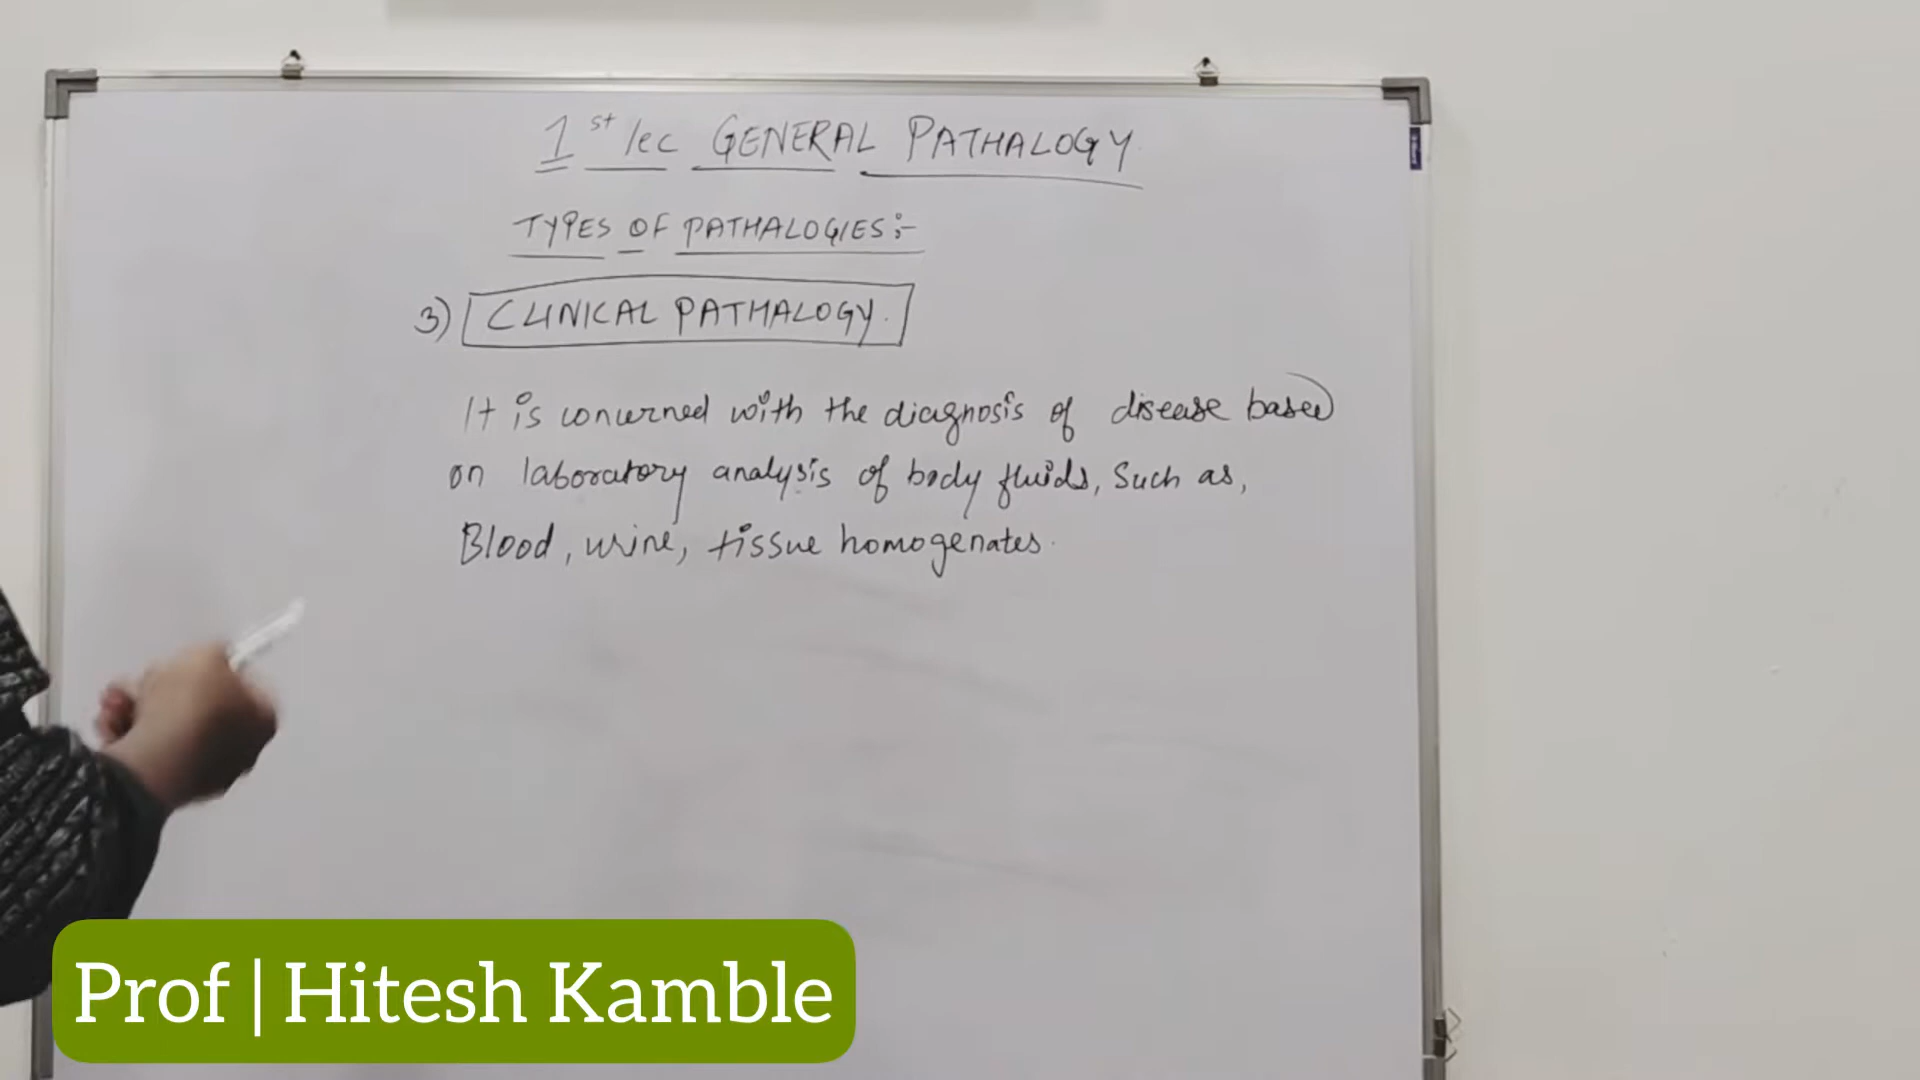 1st lec GENERAL PATHALOGY
TYPES OF PATHALOGIES:-
3) CLINICAL PATHALOGY.
It is concerned with the diagnosis of disease based
on laboratory analysis of body fluids, Such as,
Blood, urine, tissue homogenates.
Prof | Hitesh Kamble